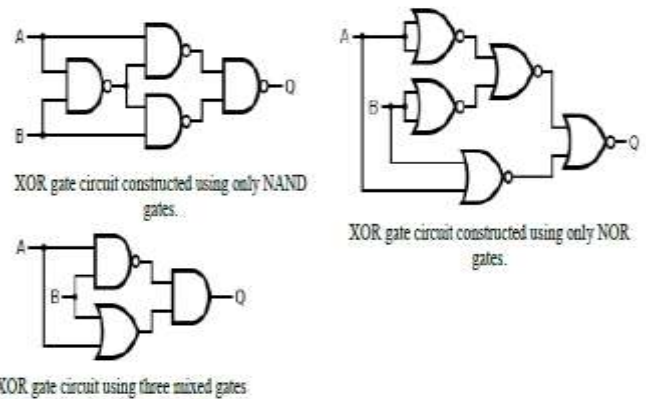 A
B
Q
XOR gate circuit constructed using only NAND
gates.
A
B
Q
XOR gate circuit constructed using only NOR
gates.
A
B
Q
XOR gate circuit using three mixed gates